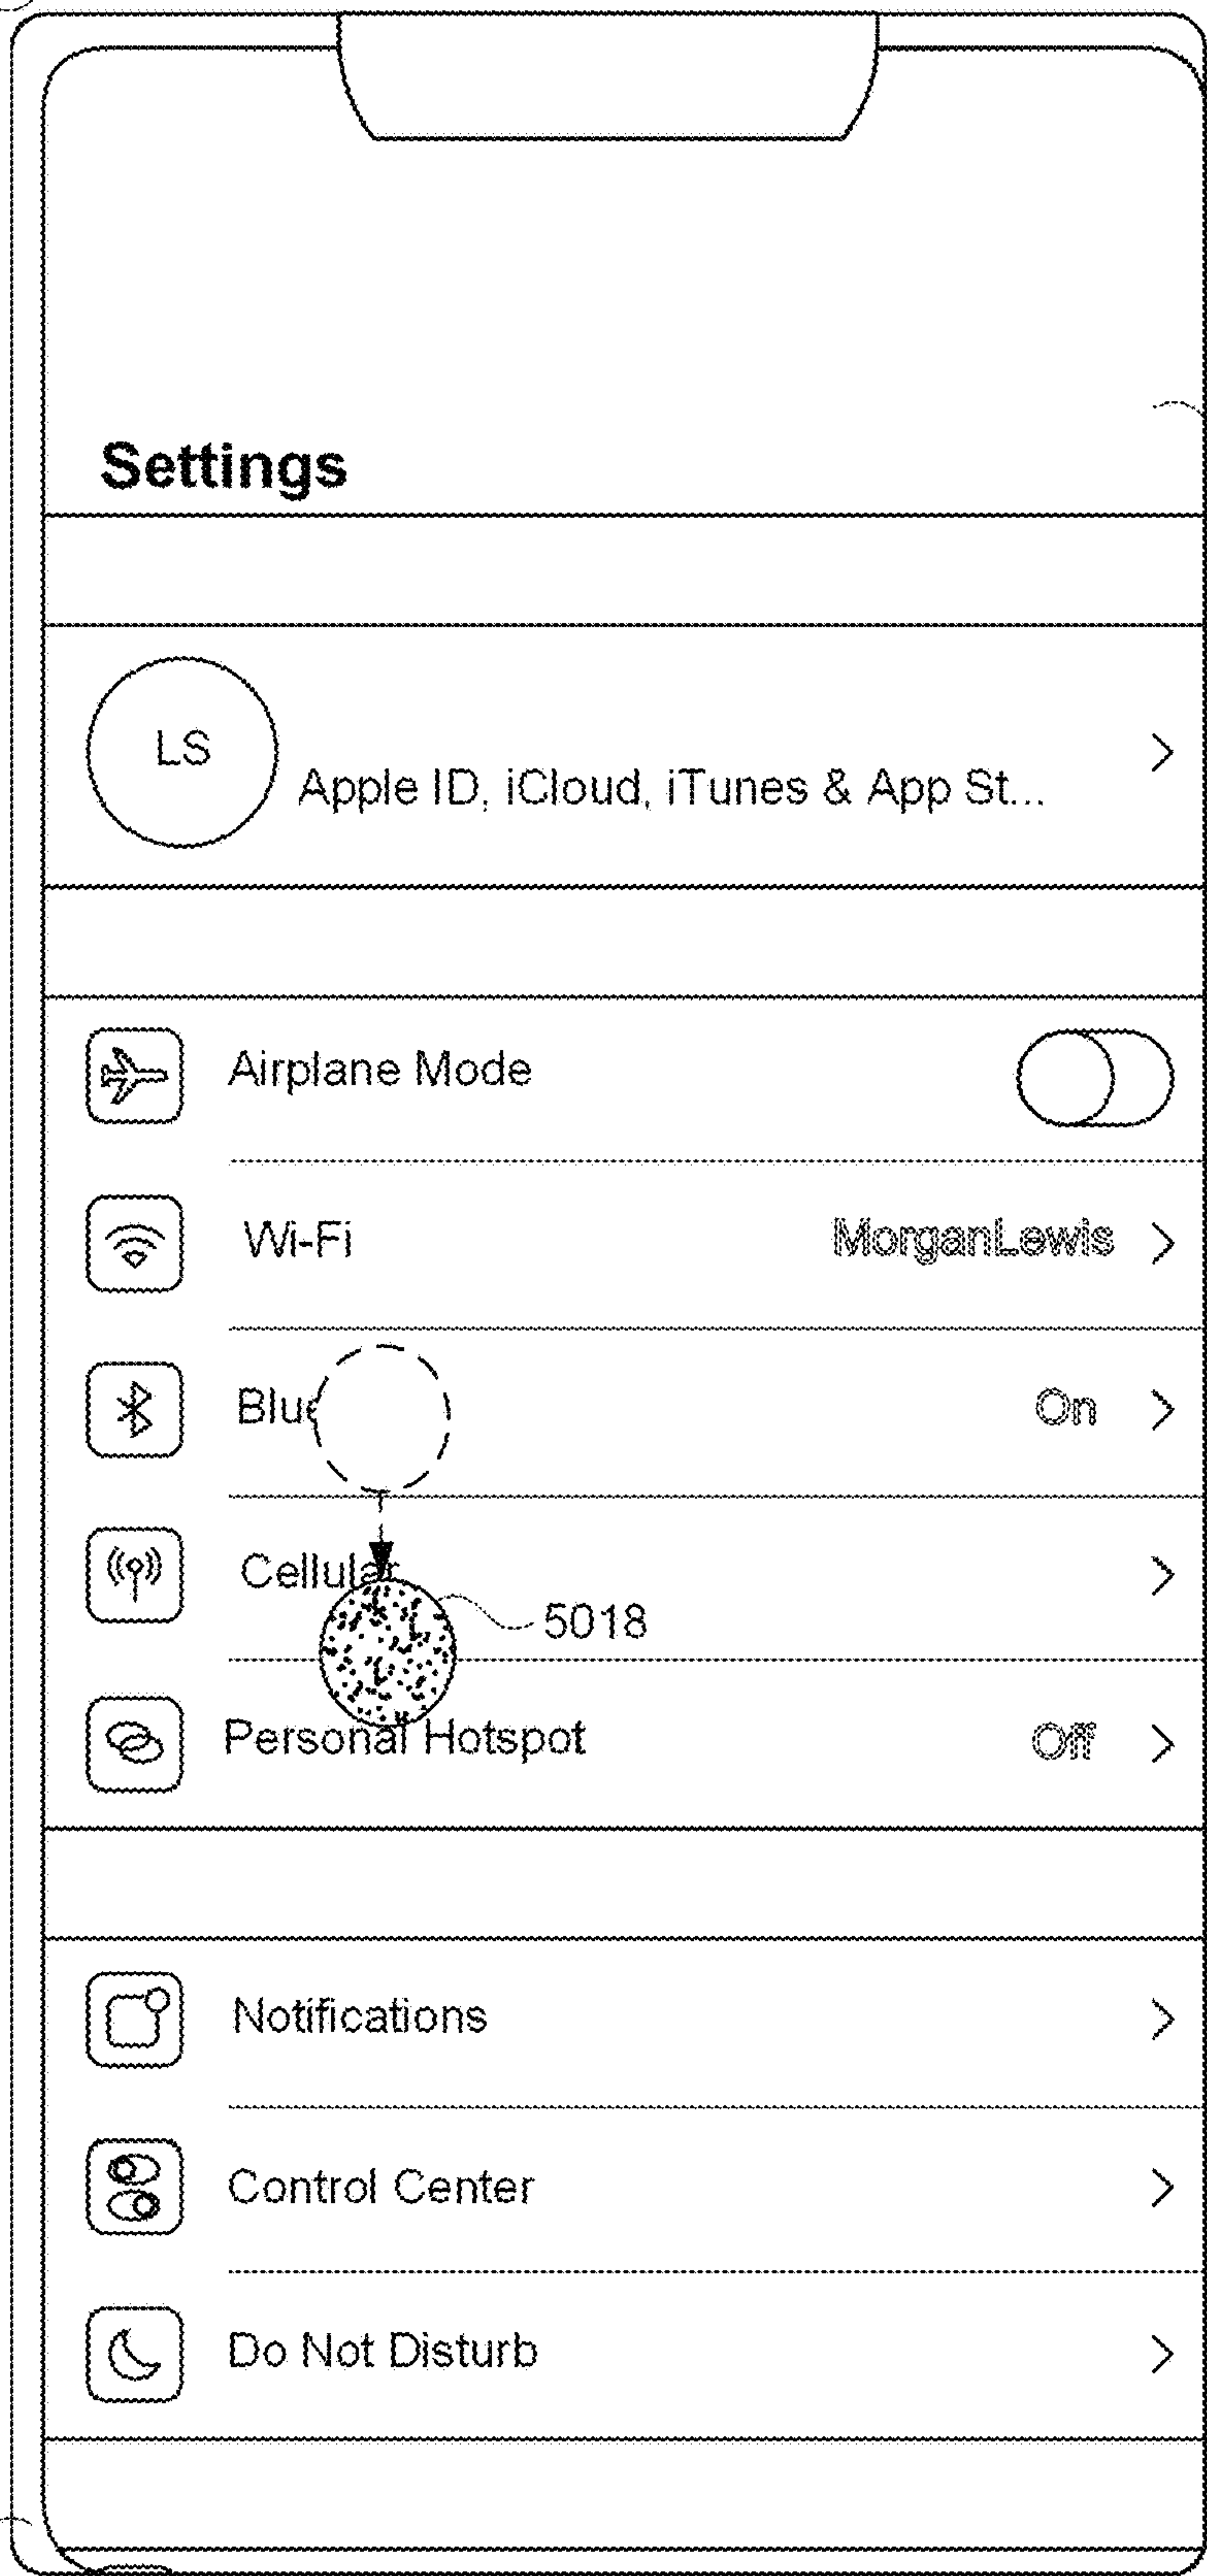 Settings
LS
Apple ID, iCloud, iTunes & App St...
Airplane Mode
Wi-Fi MorganLewis
On
Cellular
5018
Personal Hotspot Off
Notifications
Control Center
Do Not Disturb